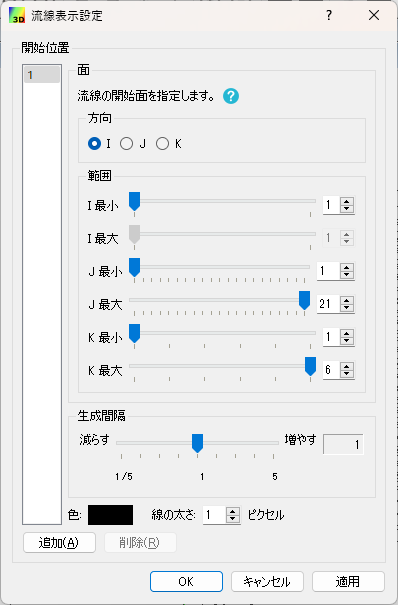 3D 流線表示設定 ? ×
開始位置
1
面
流線の開始面を指定します。 ?
方向
I J K
範囲
I 最小 1
I 最大 1
J 最小 1
J 最大 21
K 最小 1
K 最大 6
生成間隔
減らす 増やす 1
1/5 1 5
色: 線の太さ: 1 ピクセル
追加(A) 削除(R)
OK キャンセル 適用